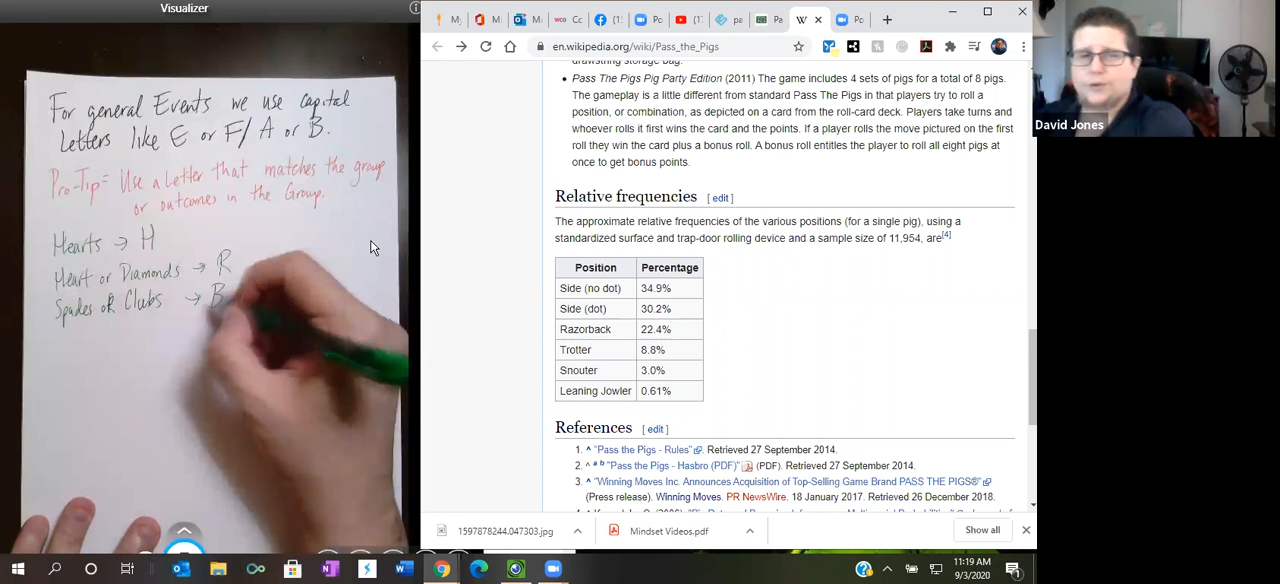 Visualizer
For general Events we use capital
Letters like E or F/ A or B.
Pro-Tip= Use a Letter that matches the group
or outcomes in the Group.
Hearts → H
Heart or Diamonds → R
Spades OR Clubs → B
en.wikipedia.org/wiki/Pass_the_Pigs
Pass The Pigs Pig Party Edition (2011) The game includes 4 sets of pigs for a total of 8 pigs.
The gameplay is a little different from standard Pass The Pigs in that players try to roll a
position, or combination, as depicted on a card from the roll-card deck. Players take turns and
whoever rolls it first wins the card and the points. If a player rolls the move pictured on the first
roll they win the card plus a bonus roll. A bonus roll entitles the player to roll all eight pigs at
once to get bonus points.
Relative frequencies [ edit ]
The approximate relative frequencies of the various positions (for a single pig), using a
standardized surface and trap-door rolling device and a sample size of 11,954, are[4]
Position Percentage
Side (no dot) 34.9%
Side (dot) 30.2%
Razorback 22.4%
Trotter 8.8%
Snouter 3.0%
Leaning Jowler 0.61%
References [ edit ]
1. ^ "Pass the Pigs - Rules". Retrieved 27 September 2014.
2. ^ a b "Pass the Pigs - Hasbro (PDF)" (PDF). Retrieved 27 September 2014.
3. ^ "Winning Moves Inc. Announces Acquisition of Top-Selling Game Brand PASS THE PIGS®"
(Press release). Winning Moves. PR NewsWire. 18 January 2017. Retrieved 26 December 2018.
1597878244.047303.jpg
Mindset Videos.pdf
Show all
David Jones
11:19 AM
9/3/2020